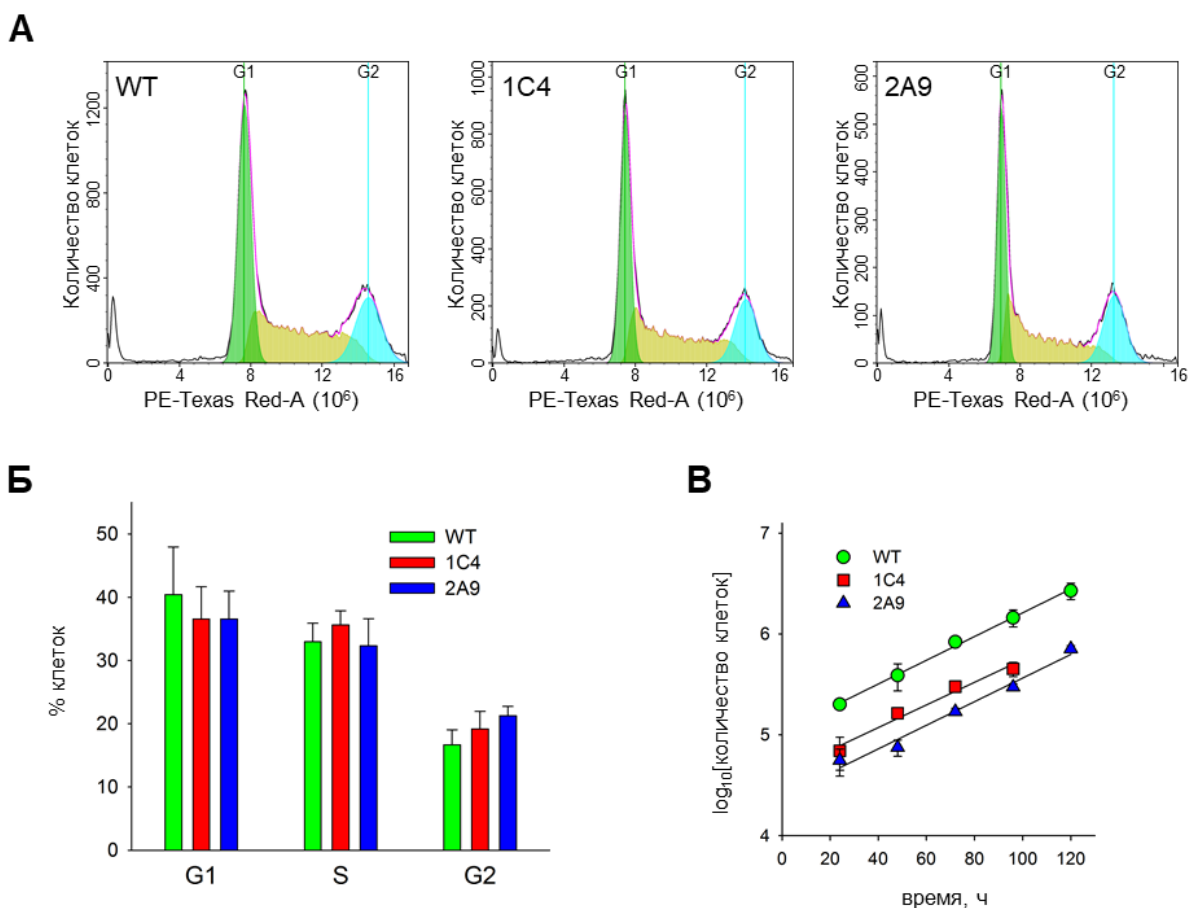 А
WT
G1
G2
Количество клеток
0
400
800
1200
0
4
8
12
16
PE-Texas Red-A (10⁶)
1C4
G1
G2
Количество клеток
0
200
400
600
800
1000
0
4
8
12
16
PE-Texas Red-A (10⁶)
2A9
G1
G2
Количество клеток
0
100
200
300
400
500
600
0
4
8
12
16
PE-Texas Red-A (10⁶)
Б
% клеток
50
40
30
20
10
0
WT
1C4
2A9
G1
S
G2
В
log₁₀[количество клеток]
7
6
5
4
WT
1C4
2A9
0
20
40
60
80
100
120
время, ч